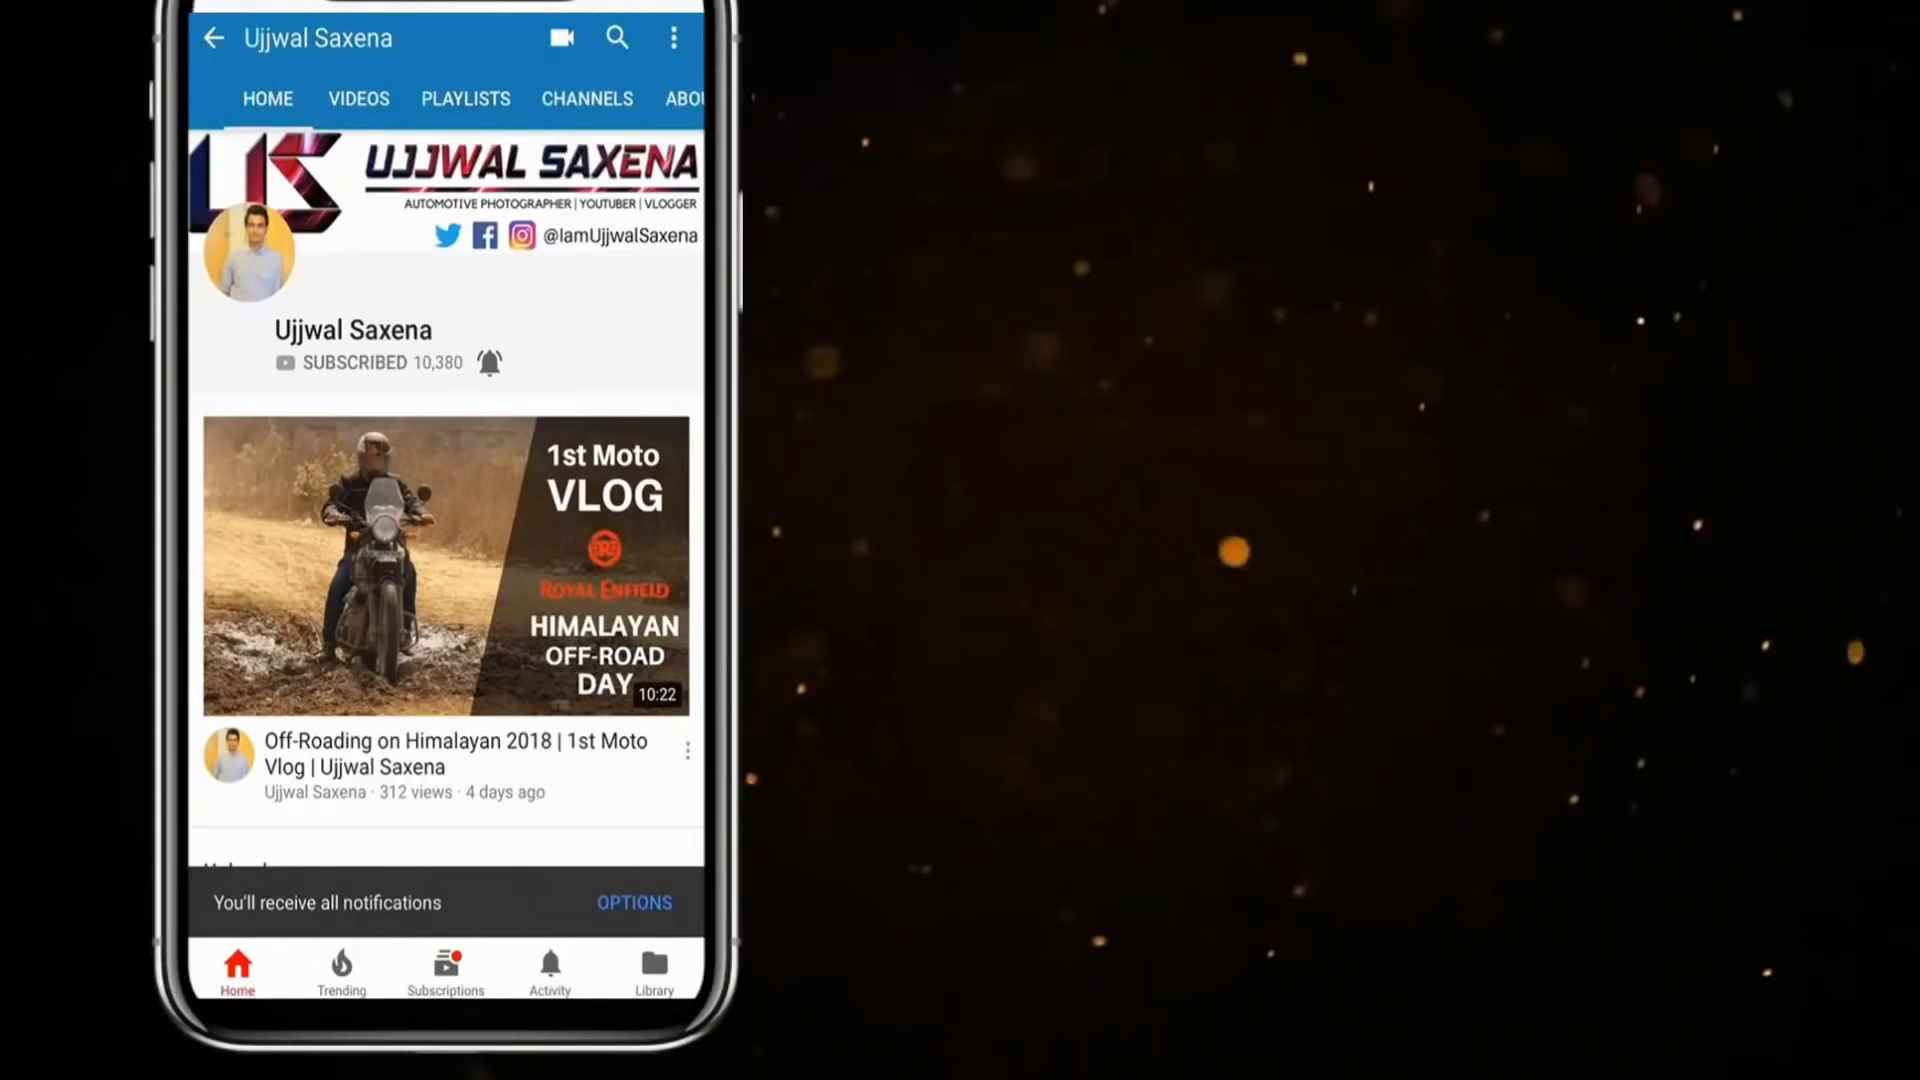 Ujjwal Saxena
HOME VIDEOS PLAYLISTS CHANNELS ABOU
US
UJJWAL SAXENA
AUTOMOTIVE PHOTOGRAPHER | YOUTUBER | VLOGGER
@IamUjjwalSaxena
Ujjwal Saxena
SUBSCRIBED 10,380
1st Moto
VLOG
ROYAL ENFIELD
HIMALAYAN
OFF-ROAD
DAY
10:22
Off-Roading on Himalayan 2018 | 1st Moto
Vlog | Ujjwal Saxena
Ujjwal Saxena · 312 views · 4 days ago
You'll receive all notifications OPTIONS
Home Trending Subscriptions Activity Library